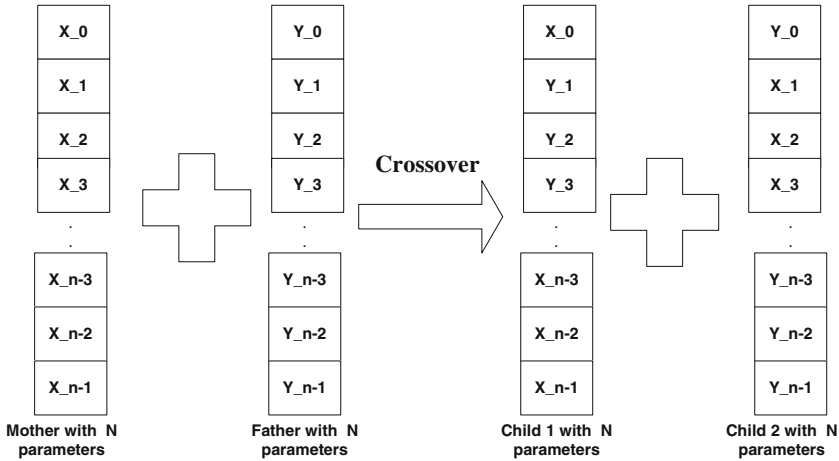 X_0
X_1
X_2
X_3
.
.
X_n-3
X_n-2
X_n-1
Mother with N
parameters
Y_0
Y_1
Y_2
Y_3
.
.
Y_n-3
Y_n-2
Y_n-1
Father with N
parameters
Crossover
X_0
Y_1
Y_2
Y_3
.
.
X_n-3
X_n-2
X_n-1
Child 1 with N
parameters
Y_0
X_1
X_2
X_3
.
.
Y_n-3
Y_n-2
Y_n-1
Child 2 with N
parameters